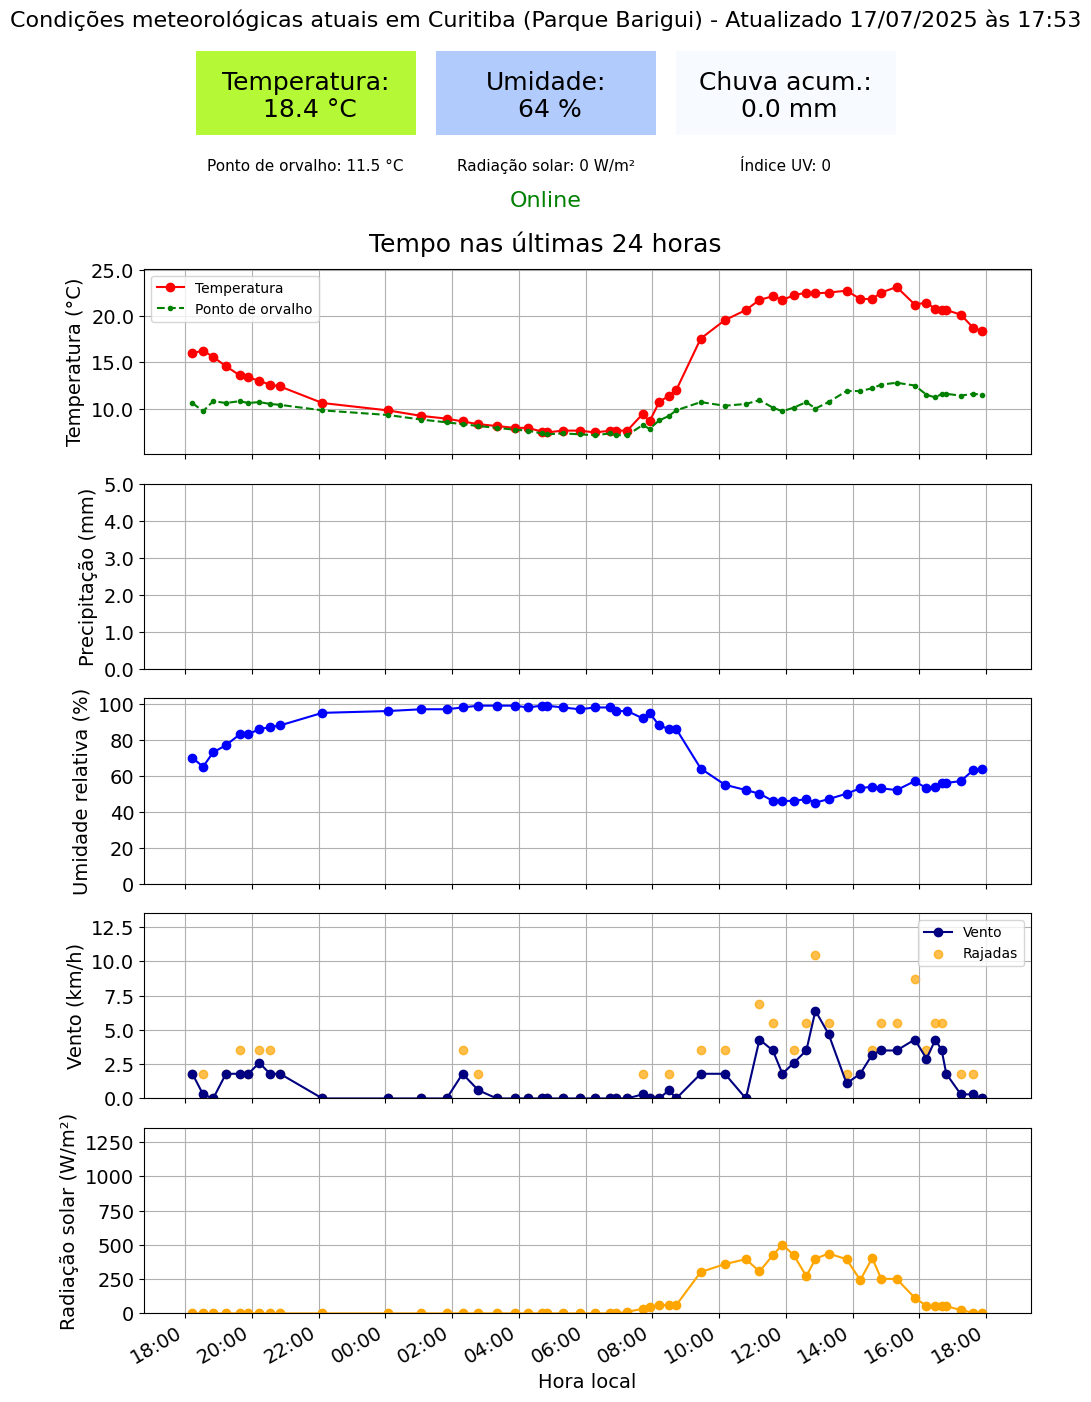 Condições meteorológicas atuais em Curitiba (Parque Barigui) - Atualizado 17/07/2025 às 17:53
Temperatura:
18.4 °C
Umidade:
64 %
Chuva acum.:
0.0 mm
Ponto de orvalho: 11.5 °C
Radiação solar: 0 W/m²
Índice UV: 0
Online
Tempo nas últimas 24 horas
Temperatura (°C)
25.0
20.0
15.0
10.0
Temperatura
Ponto de orvalho
Precipitação (mm)
5.0
4.0
3.0
2.0
1.0
0.0
Umidade relativa (%)
100
80
60
40
20
0
Vento (km/h)
12.5
10.0
7.5
5.0
2.5
0.0
Vento
Rajadas
Radiação solar (W/m²)
1250
1000
750
500
250
0
18:00
20:00
22:00
00:00
02:00
04:00
06:00
08:00
10:00
12:00
14:00
16:00
18:00
Hora local